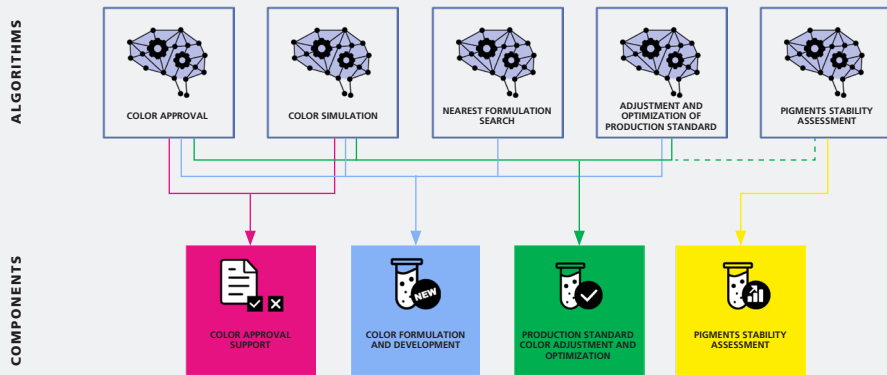 ALGORITHMS
COLOR APPROVAL
COLOR SIMULATION
NEAREST FORMULATION
SEARCH
ADJUSTMENT AND
OPTIMIZATION OF
PRODUCTION STANDARD
PIGMENTS STABILITY
ASSESSMENT
COMPONENTS
COLOR APPROVAL
SUPPORT
NEW
COLOR FORMULATION
AND DEVELOPMENT
PRODUCTION STANDARD
COLOR ADJUSTMENT AND
OPTIMIZATION
PIGMENTS STABILITY
ASSESSMENT